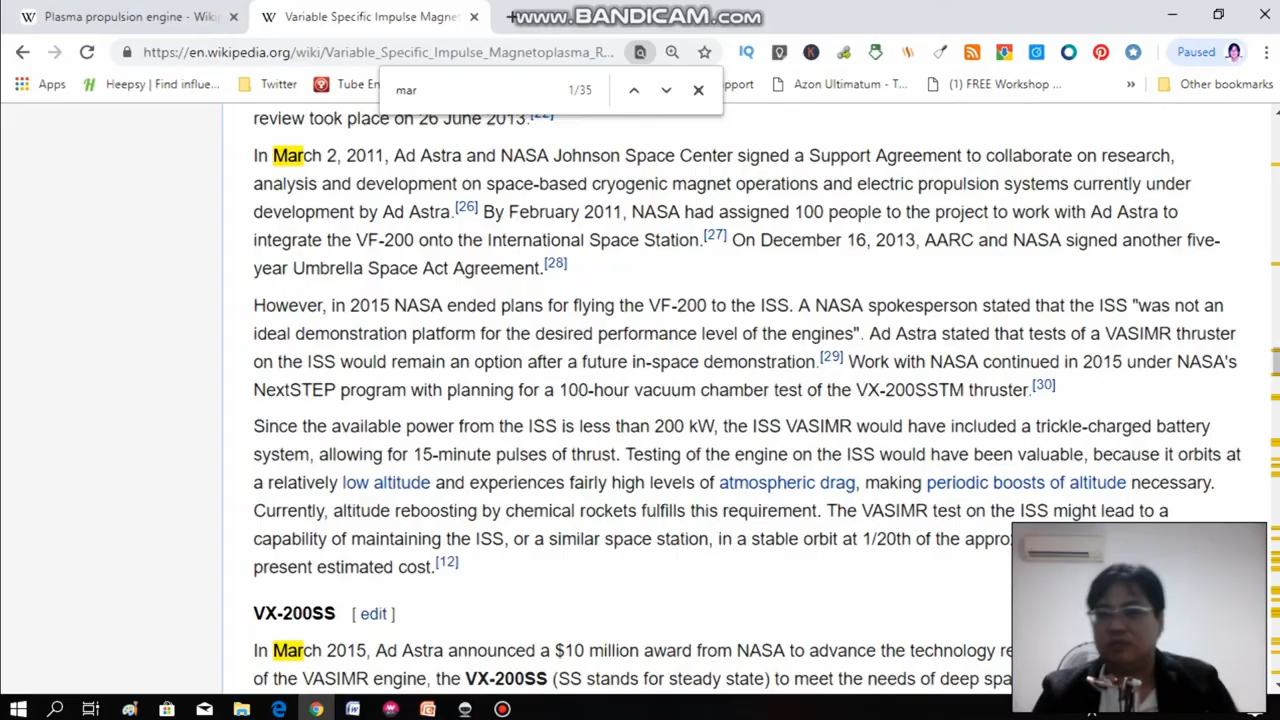 Plasma propulsion engine - Wiki
Variable Specific Impulse Magnet
www.BANDICAM.com
https://en.wikipedia.org/wiki/Variable_Specific_Impulse_Magnetoplasma_R...
Paused
Apps
Heepsy | Find influe...
Twitter
Tube En
mar
1/35
pport
Azon Ultimatum - T...
(1) FREE Workshop ...
»
Other bookmarks
review took place on 26 June 2013.[22]
In March 2, 2011, Ad Astra and NASA Johnson Space Center signed a Support Agreement to collaborate on research,
analysis and development on space-based cryogenic magnet operations and electric propulsion systems currently under
development by Ad Astra.[26] By February 2011, NASA had assigned 100 people to the project to work with Ad Astra to
integrate the VF-200 onto the International Space Station.[27] On December 16, 2013, AARC and NASA signed another five-
year Umbrella Space Act Agreement.[28]
However, in 2015 NASA ended plans for flying the VF-200 to the ISS. A NASA spokesperson stated that the ISS "was not an
ideal demonstration platform for the desired performance level of the engines". Ad Astra stated that tests of a VASIMR thruster
on the ISS would remain an option after a future in-space demonstration.[29] Work with NASA continued in 2015 under NASA's
NextSTEP program with planning for a 100-hour vacuum chamber test of the VX-200SSTM thruster.[30]
Since the available power from the ISS is less than 200 kW, the ISS VASIMR would have included a trickle-charged battery
system, allowing for 15-minute pulses of thrust. Testing of the engine on the ISS would have been valuable, because it orbits at
a relatively low altitude and experiences fairly high levels of atmospheric drag, making periodic boosts of altitude necessary.
Currently, altitude reboosting by chemical rockets fulfills this requirement. The VASIMR test on the ISS might lead to a
capability of maintaining the ISS, or a similar space station, in a stable orbit at 1/20th of the appro
present estimated cost.[12]
VX-200SS [ edit ]
In March 2015, Ad Astra announced a $10 million award from NASA to advance the technology re
of the VASIMR engine, the VX-200SS (SS stands for steady state) to meet the needs of deep spa